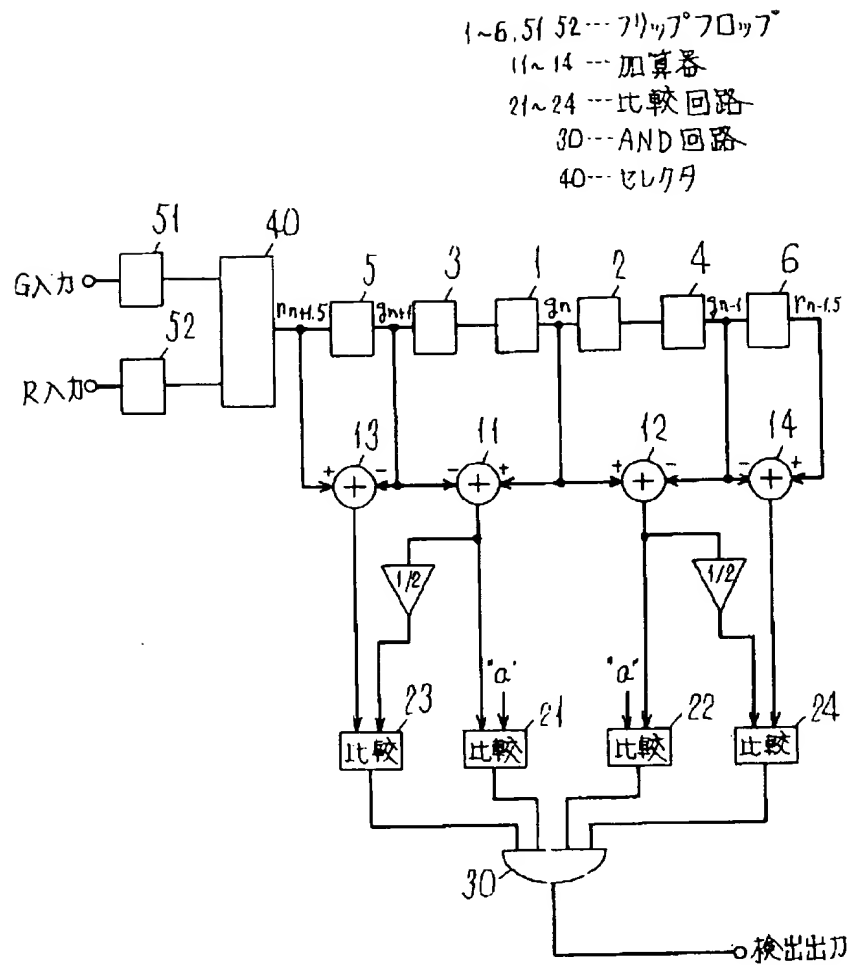 1~6,51 52…フリップフロップ
11~14…加算器
21~24…比較回路
30…AND回路
40…セレクタ
51
40
5
3
1
2
4
6
G入力
rn+1.5
gn+1
gn
gn-1
rn-1.5
52
R入力
13
11
12
14
+
-
-
+
+
-
-
+
+
+
+
+
1/2
1/2
"a"
"a"
23
21
22
24
比較
比較
比較
比較
30
検出出力